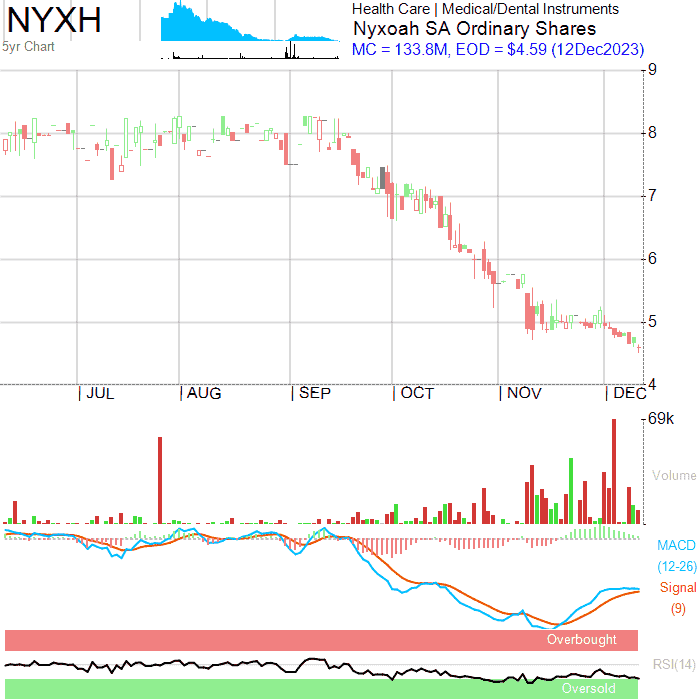 NYXH
5yr Chart
Health Care | Medical/Dental Instruments
Nyxoah SA Ordinary Shares
MC = 133.8M, EOD = $4.59 (12Dec2023)
9
8
7
6
5
4
| JUL | AUG | SEP | OCT | NOV | DEC
69k
Volume
MACD
(12-26)
Signal
(9)
Overbought
RSI(14)
Oversold